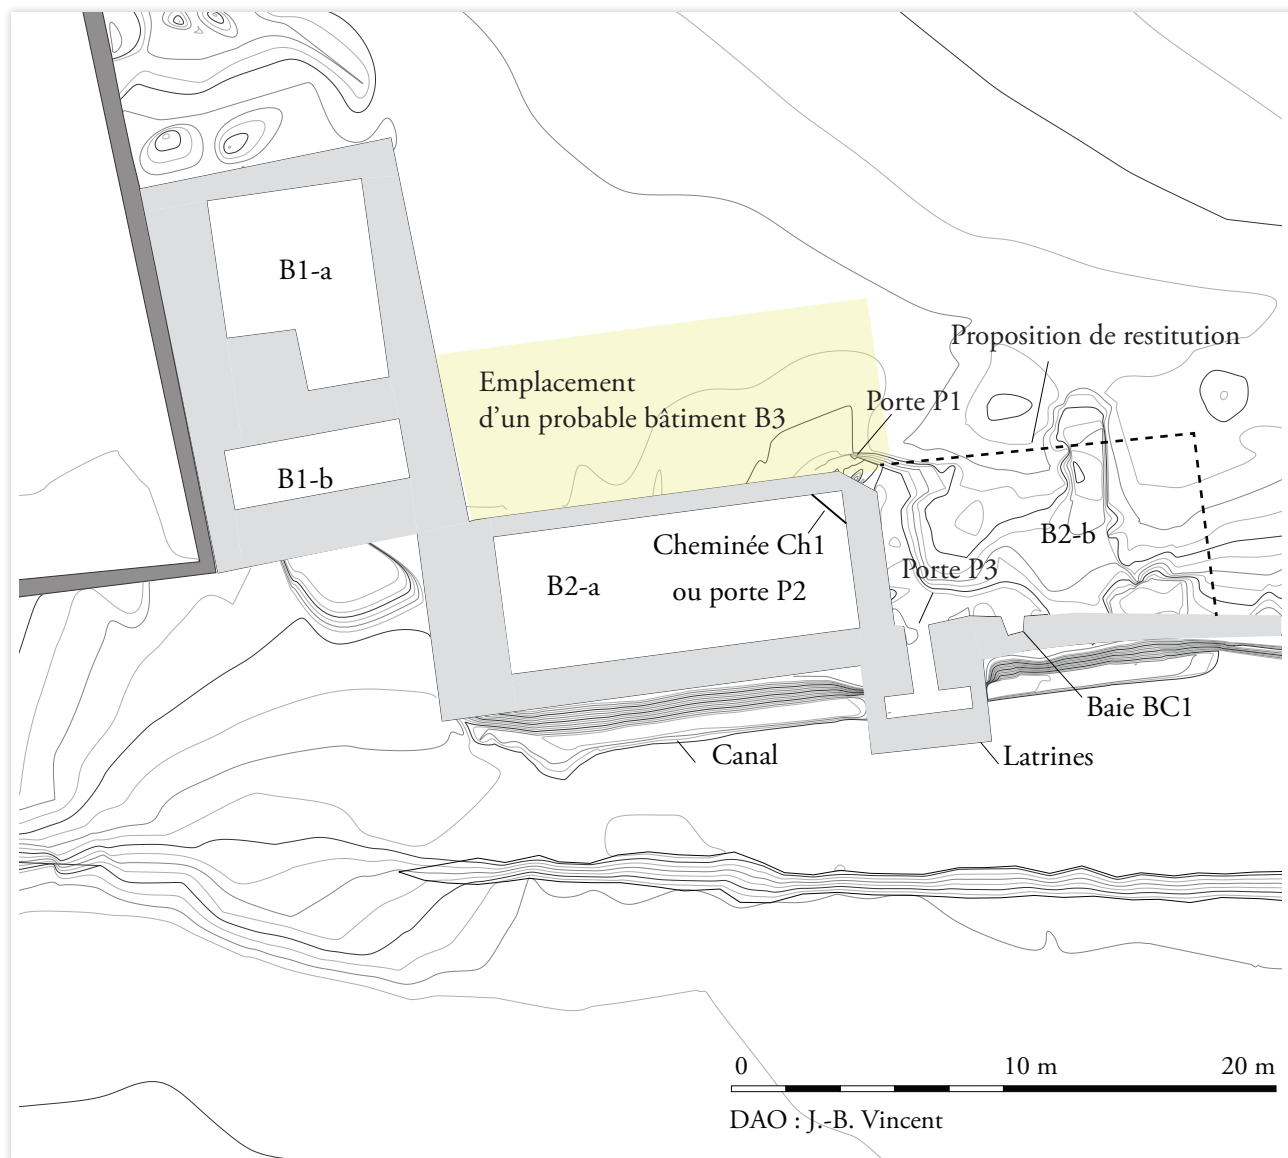 B1-a
Proposition de restitution
Emplacement
d'un probable bâtiment B3
Porte P1
B1-b
B2-b
Cheminée Ch1
ou porte P2
Porte P3
B2-a
Baie BC1
Canal
Latrines
0 10 m 20 m
DAO : J.-B. Vincent